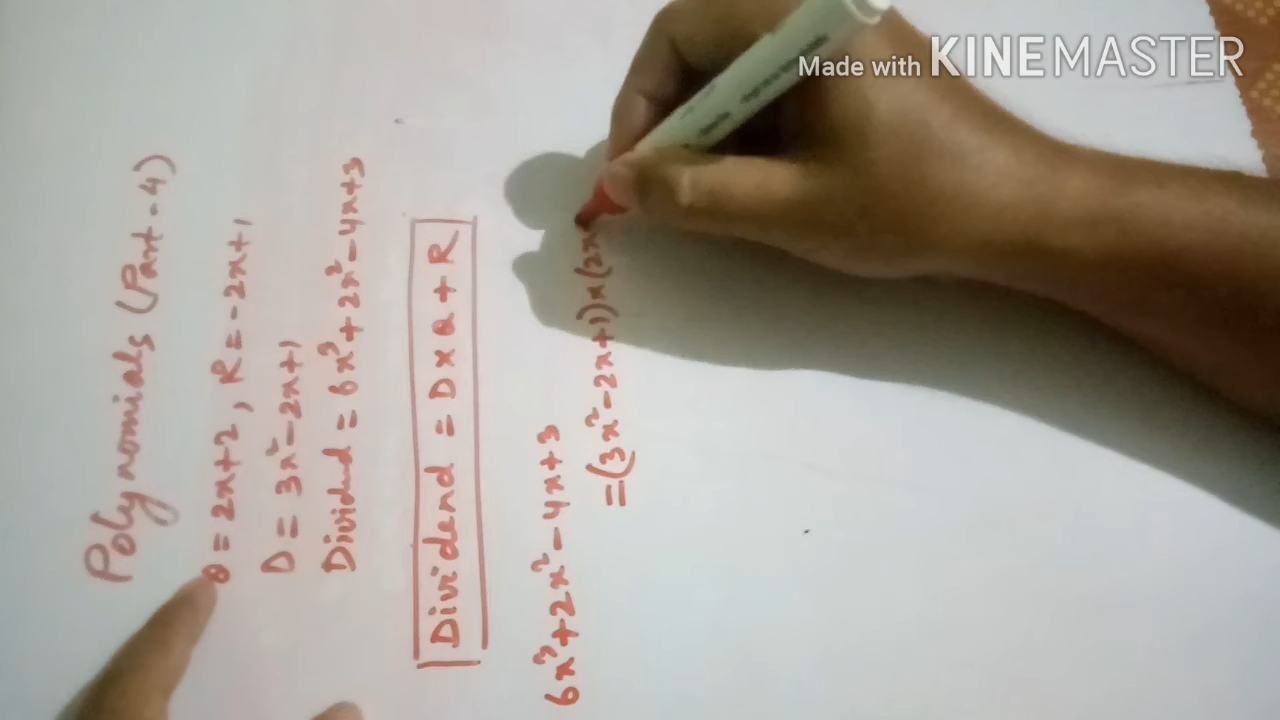 Polynomials (Part-4)
Q = 2x+2, R = -2x+1
D = 3x²-2x+1
Dividend = 6x³+2x²-4x+3
Dividend = D x Q + R
6x³+2x²-4x+3
=(3x²-2x+1)x(2x
Made with KINEMASTER